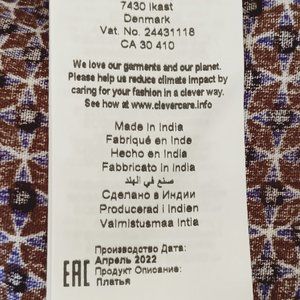 7430 Ikast
Denmark
Vat. No. 24431118
CA 30 410
We love our garments and our planet.
Please help us reduce climate impact by
caring for your fashion in a clever way.
See how at www.clevercare.info
Made in India
Fabriqué en Inde
Hecho en India
Fabbricato in India
صنع في الهند
Сделано в Индии
Producerad i Indien
Valmistusmaa Intia
Производство Дата:
Апрель 2022
EAC Продукт Описание:
Платья